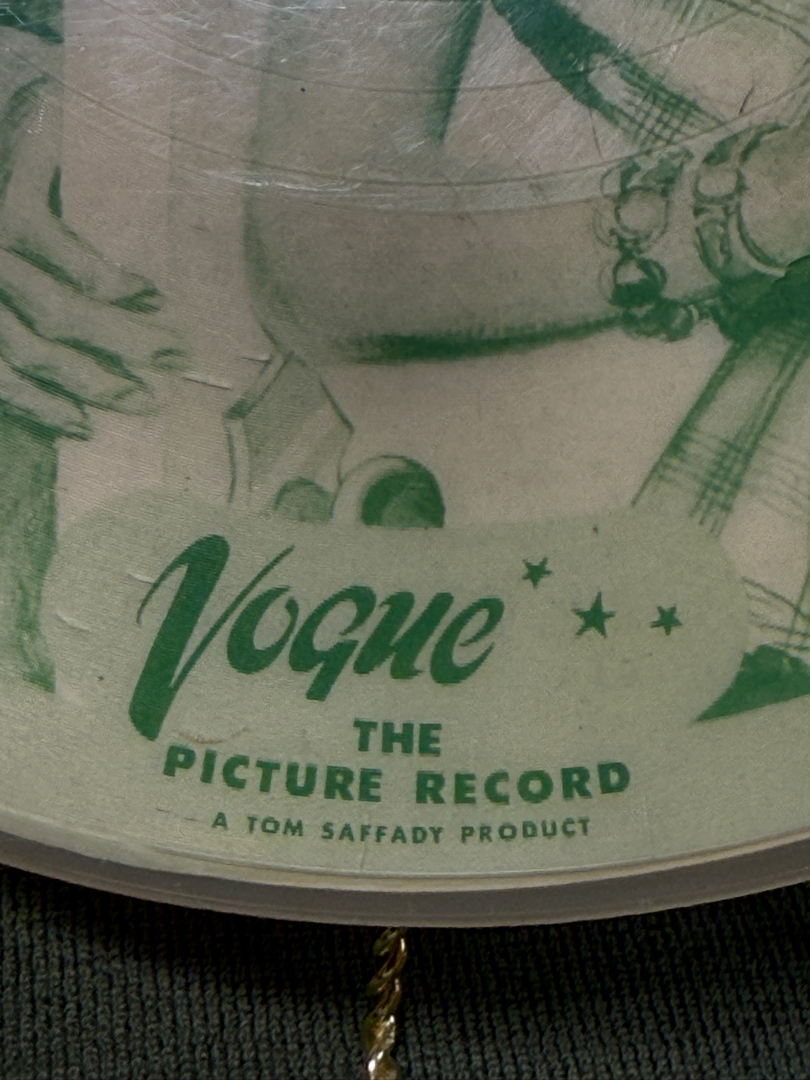 Vogue
THE
PICTURE RECORD
A TOM SAFFADY PRODUCT